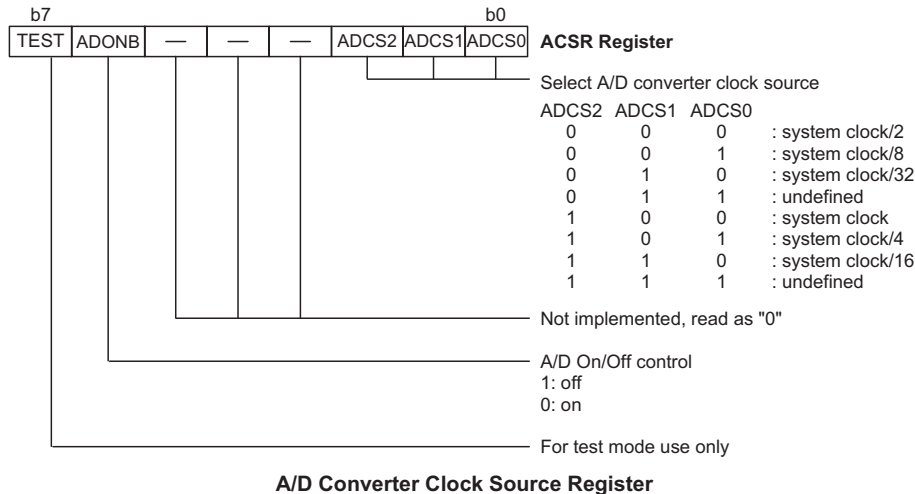 b7 b0
TEST ADONB — — — ADCS2 ADCS1 ADCS0 ACSR Register
Select A/D converter clock source
ADCS2 ADCS1 ADCS0
0 0 0 : system clock/2
0 0 1 : system clock/8
0 1 0 : system clock/32
0 1 1 : undefined
1 0 0 : system clock
1 0 1 : system clock/4
1 1 0 : system clock/16
1 1 1 : undefined
Not implemented, read as "0"
A/D On/Off control
1: off
0: on
For test mode use only
A/D Converter Clock Source Register